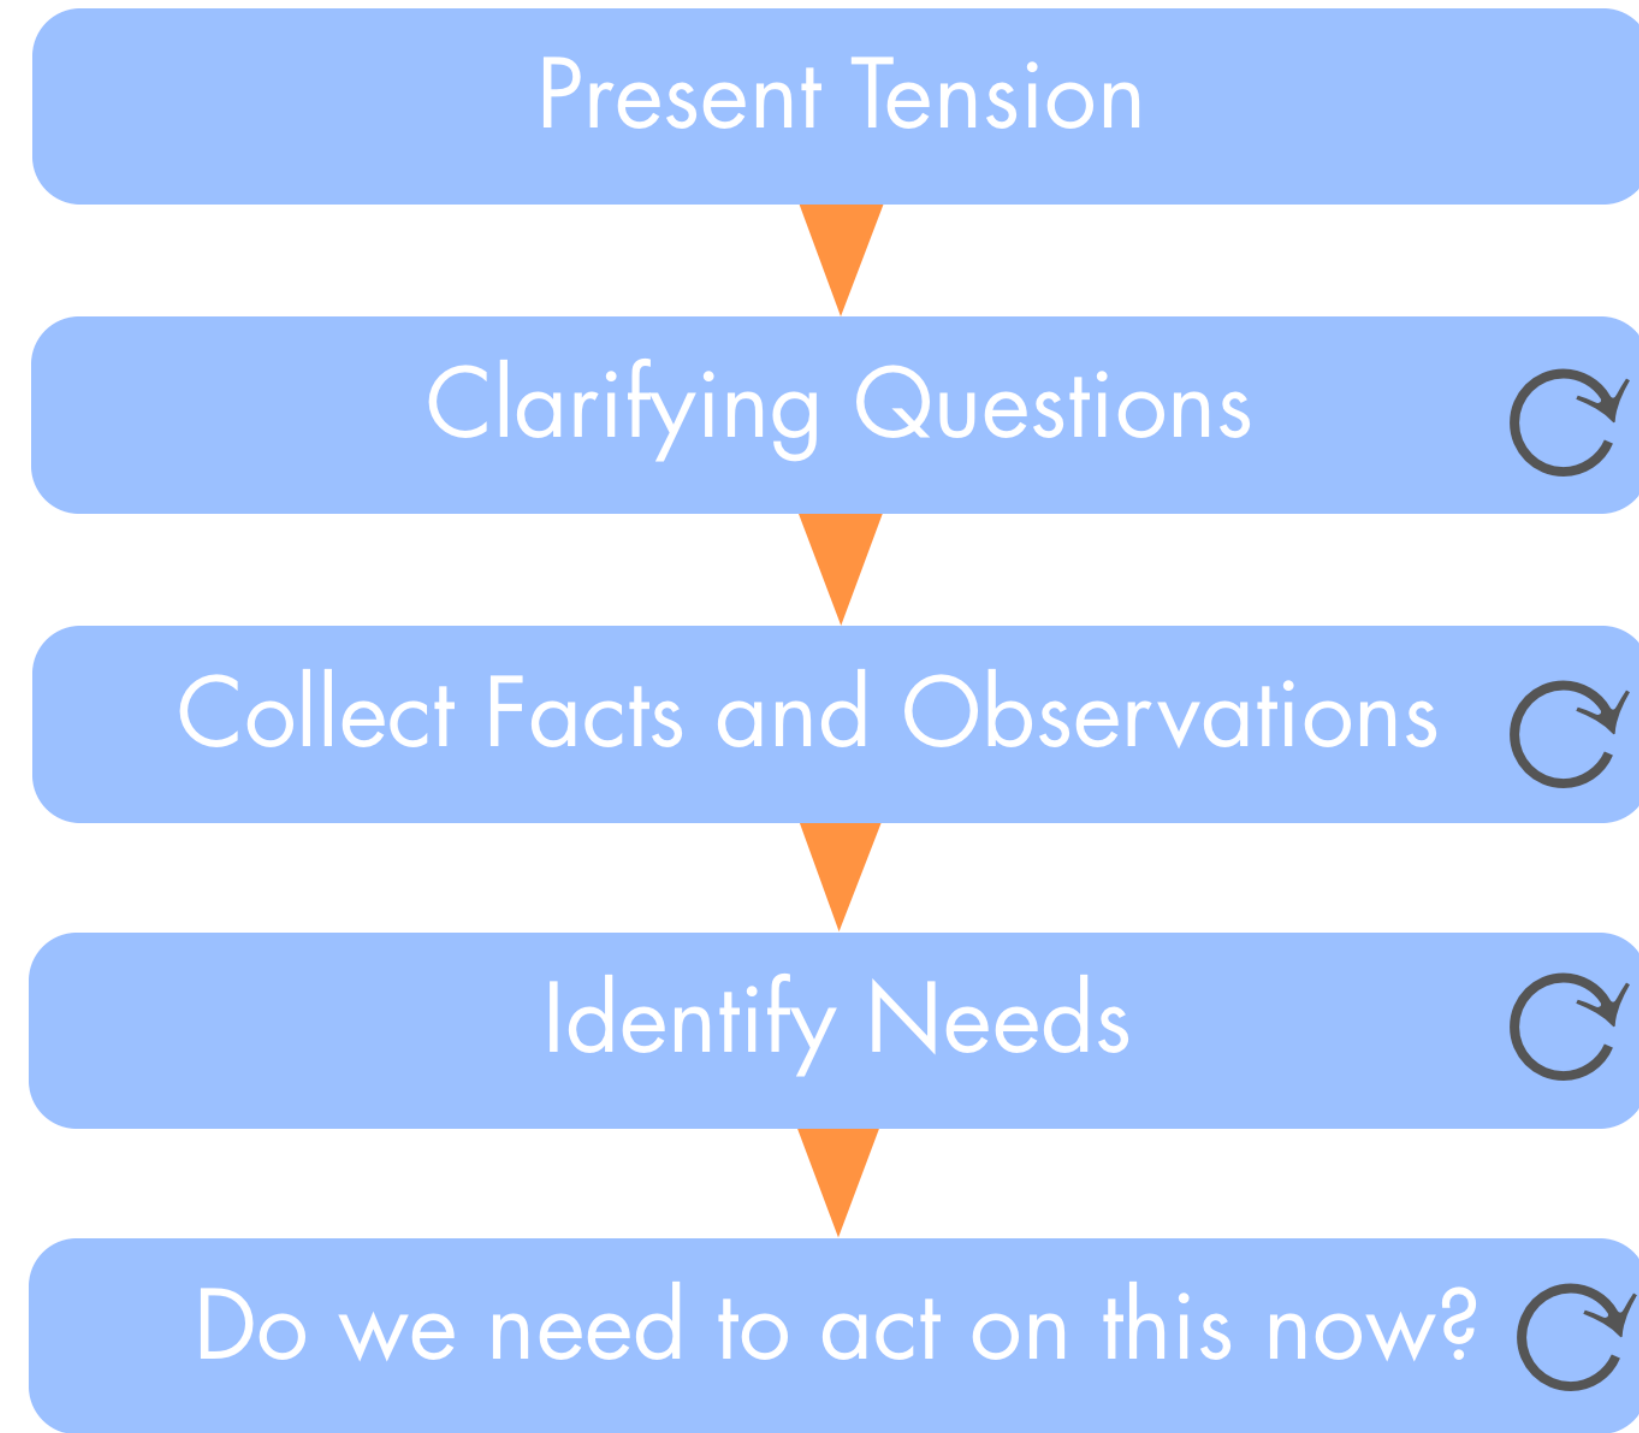 Present Tension
Clarifying Questions
Collect Facts and Observations
Identify Needs
Do we need to act on this now?